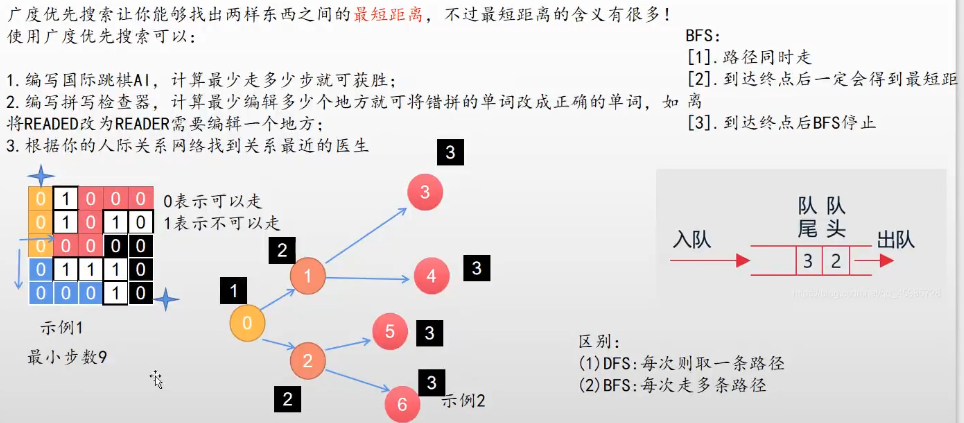 广度优先搜索让你能够找出两样东西之间的最短距离，不过最短距离的含义有很多！
使用广度优先搜索可以：
1.编写国际跳棋AI，计算最少走多少步就可获胜；
2.编写拼写检查器，计算最少编辑多少个地方就可将错拼的单词改成正确的单词，如
将READED改为READER需要编辑一个地方；
3.根据你的人际关系网络找到关系最近的医生
BFS：
[1].路径同时走
[2].到达终点后一定会得到最短距
离
[3].到达终点后BFS停止
0 1 0 0 0
0 1 0 1 0
0 0 0 0 0
0 1 1 1 0
0 0 0 1 0
0表示可以走
1表示不可以走
示例1
最小步数9
1
0
2
1
2
2
3
3
4
3
5
3
3
6
示例2
队 队
尾 头
入队
3 2
出队
区别：
(1)DFS:每次则取一条路径
(2)BFS:每次走多条路径